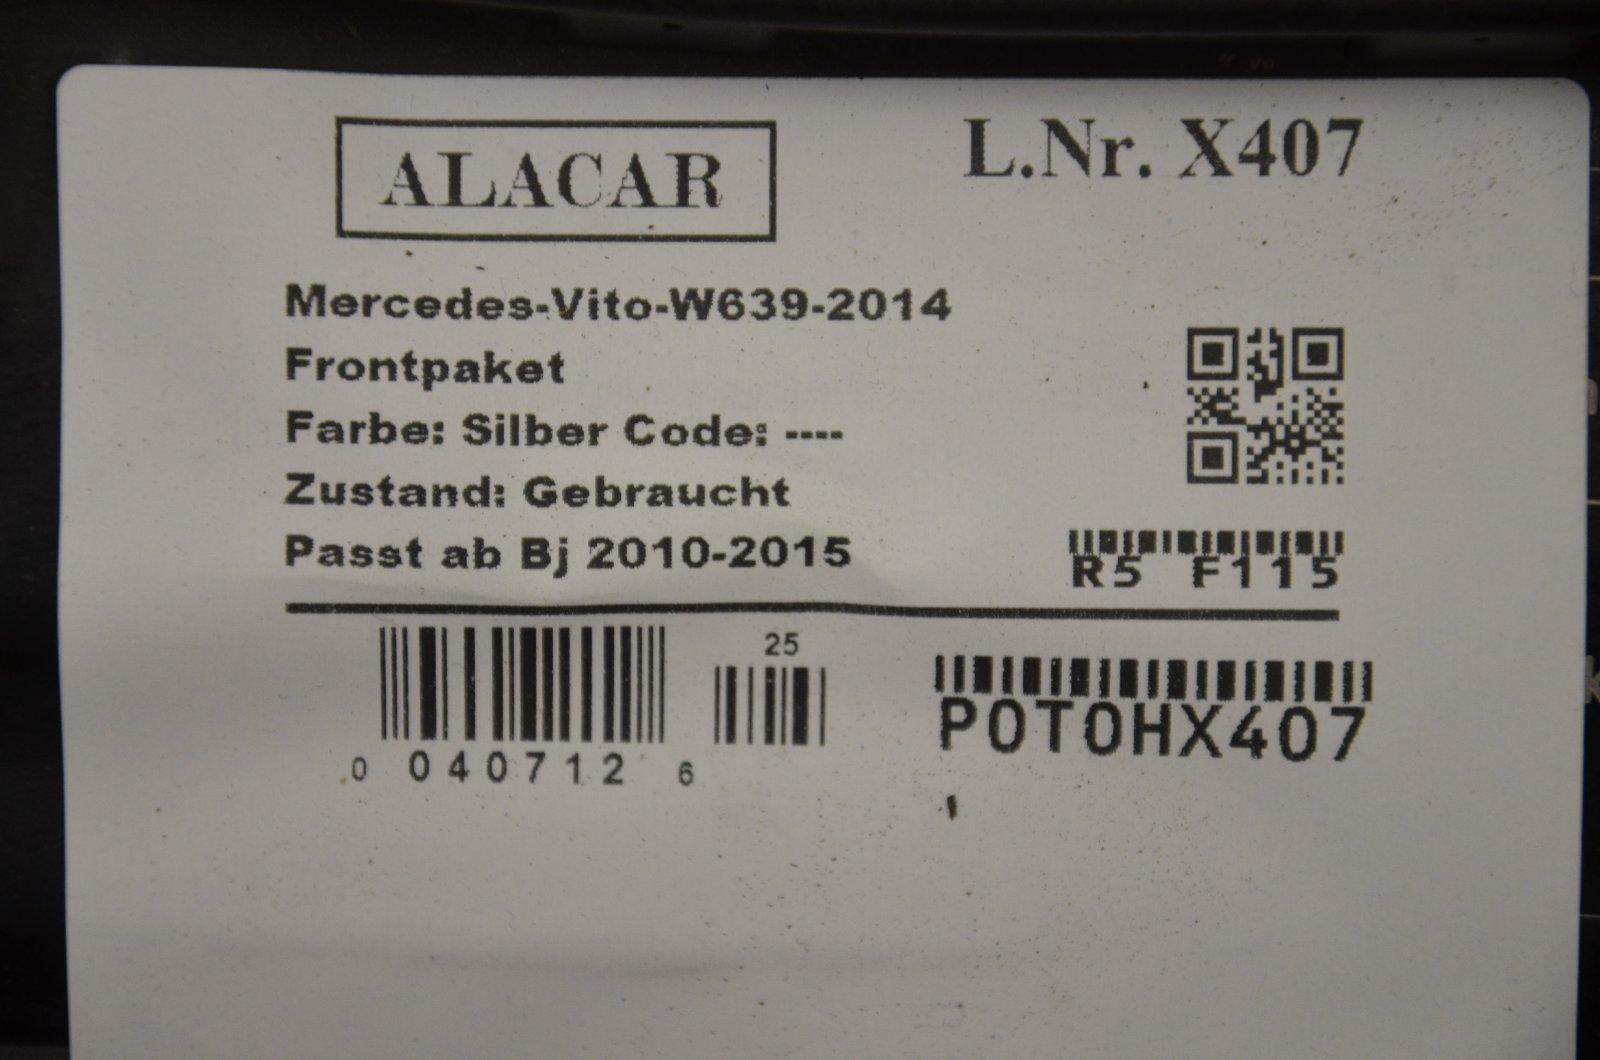 ALACAR
L.Nr. X407
Mercedes-Vito-W639-2014
Frontpaket
Farbe: Silber Code: ----
Zustand: Gebraucht
Passt ab Bj 2010-2015
R5 F115
25
0 040712 6
P0T0HX407